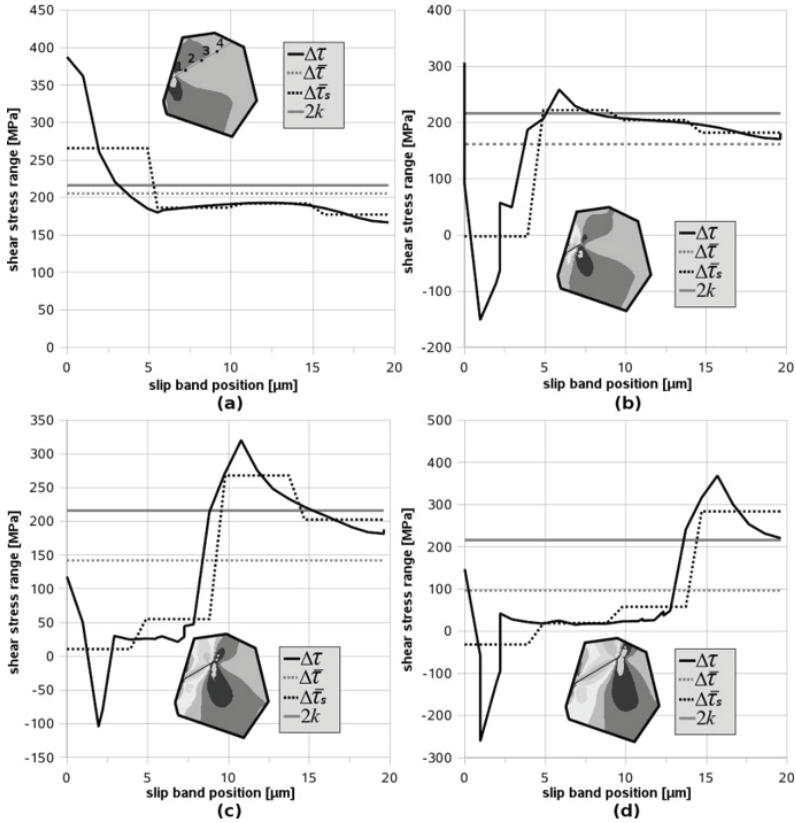 450
400
350
300
250
200
150
100
50
0
shear stress range [MPa]
0 5 10 15 20
slip band position [μm]
1 2 3 4
Δτ
Δτ̅
Δτ̅s
2k
(a)
400
300
200
100
0
-100
-200
shear stress range [MPa]
0 5 10 15 20
slip band position [μm]
Δτ
Δτ̅
Δτ̅s
2k
(b)
350
300
250
200
150
100
50
0
-50
-100
-150
shear stress range [MPa]
0 5 10 15 20
slip band position [μm]
Δτ
Δτ̅
Δτ̅s
2k
(c)
500
400
300
200
100
0
-100
-200
-300
shear stress range [MPa]
0 5 10 15 20
slip band position [μm]
Δτ
Δτ̅
Δτ̅s
2k
(d)